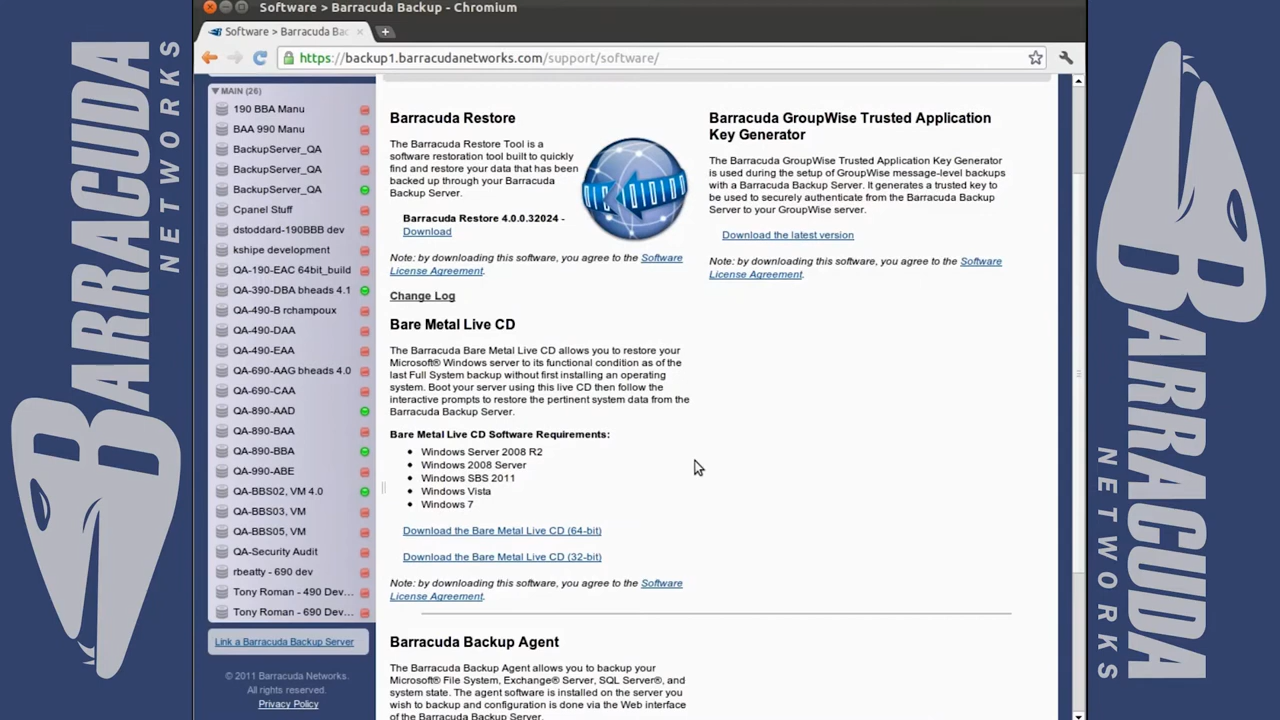 Software > Barracuda Backup - Chromium
Software > Barracuda Bac
https://backup1.barracudanetworks.com/support/software/
MAIN (26)
190 BBA Manu
BAA 990 Manu
BackupServer_QA
BackupServer_QA
BackupServer_QA
Cpanel Stuff
dstoddard-190BBB dev
kshipe development
QA-190-EAC 64bit_build
QA-390-DBA bheads 4.1
QA-490-B rchampoux
QA-490-DAA
QA-490-EAA
QA-690-AAG bheads 4.0
QA-690-CAA
QA-890-AAD
QA-890-BAA
QA-890-BBA
QA-990-ABE
QA-BBS02, VM 4.0
QA-BBS03, VM
QA-BBS05, VM
QA-Security Audit
rbeatty - 690 dev
Tony Roman - 490 Dev...
Tony Roman - 690 Dev...
Link a Barracuda Backup Server
© 2011 Barracuda Networks.
All rights reserved.
Privacy Policy
Barracuda Restore
The Barracuda Restore Tool is a
software restoration tool built to quickly
find and restore your data that has been
backed up through your Barracuda
Backup Server.
Barracuda Restore 4.0.0.32024 -
Download
Note: by downloading this software, you agree to the Software
License Agreement.
Change Log
Bare Metal Live CD
The Barracuda Bare Metal Live CD allows you to restore your
Microsoft® Windows server to its functional condition as of the
last Full System backup without first installing an operating
system. Boot your server using this live CD then follow the
interactive prompts to restore the pertinent system data from the
Barracuda Backup Server.
Bare Metal Live CD Software Requirements:
Windows Server 2008 R2
Windows 2008 Server
Windows SBS 2011
Windows Vista
Windows 7
Download the Bare Metal Live CD (64-bit)
Download the Bare Metal Live CD (32-bit)
Note: by downloading this software, you agree to the Software
License Agreement.
Barracuda Backup Agent
The Barracuda Backup Agent allows you to backup your
Microsoft® File System, Exchange® Server, SQL Server®, and
system state. The agent software is installed on the server you
wish to backup and configuration is done via the Web interface
of the Barracuda Backup Server.
Barracuda GroupWise Trusted Application
Key Generator
The Barracuda GroupWise Trusted Application Key Generator
is used during the setup of GroupWise message-level backups
with a Barracuda Backup Server. It generates a trusted key to
be used to securely authenticate from the Barracuda Backup
Server to your GroupWise server.
Download the latest version
Note: by downloading this software, you agree to the Software
License Agreement.
BARRACUDA
NETWORKS
BARRACUDA
NETWORKS